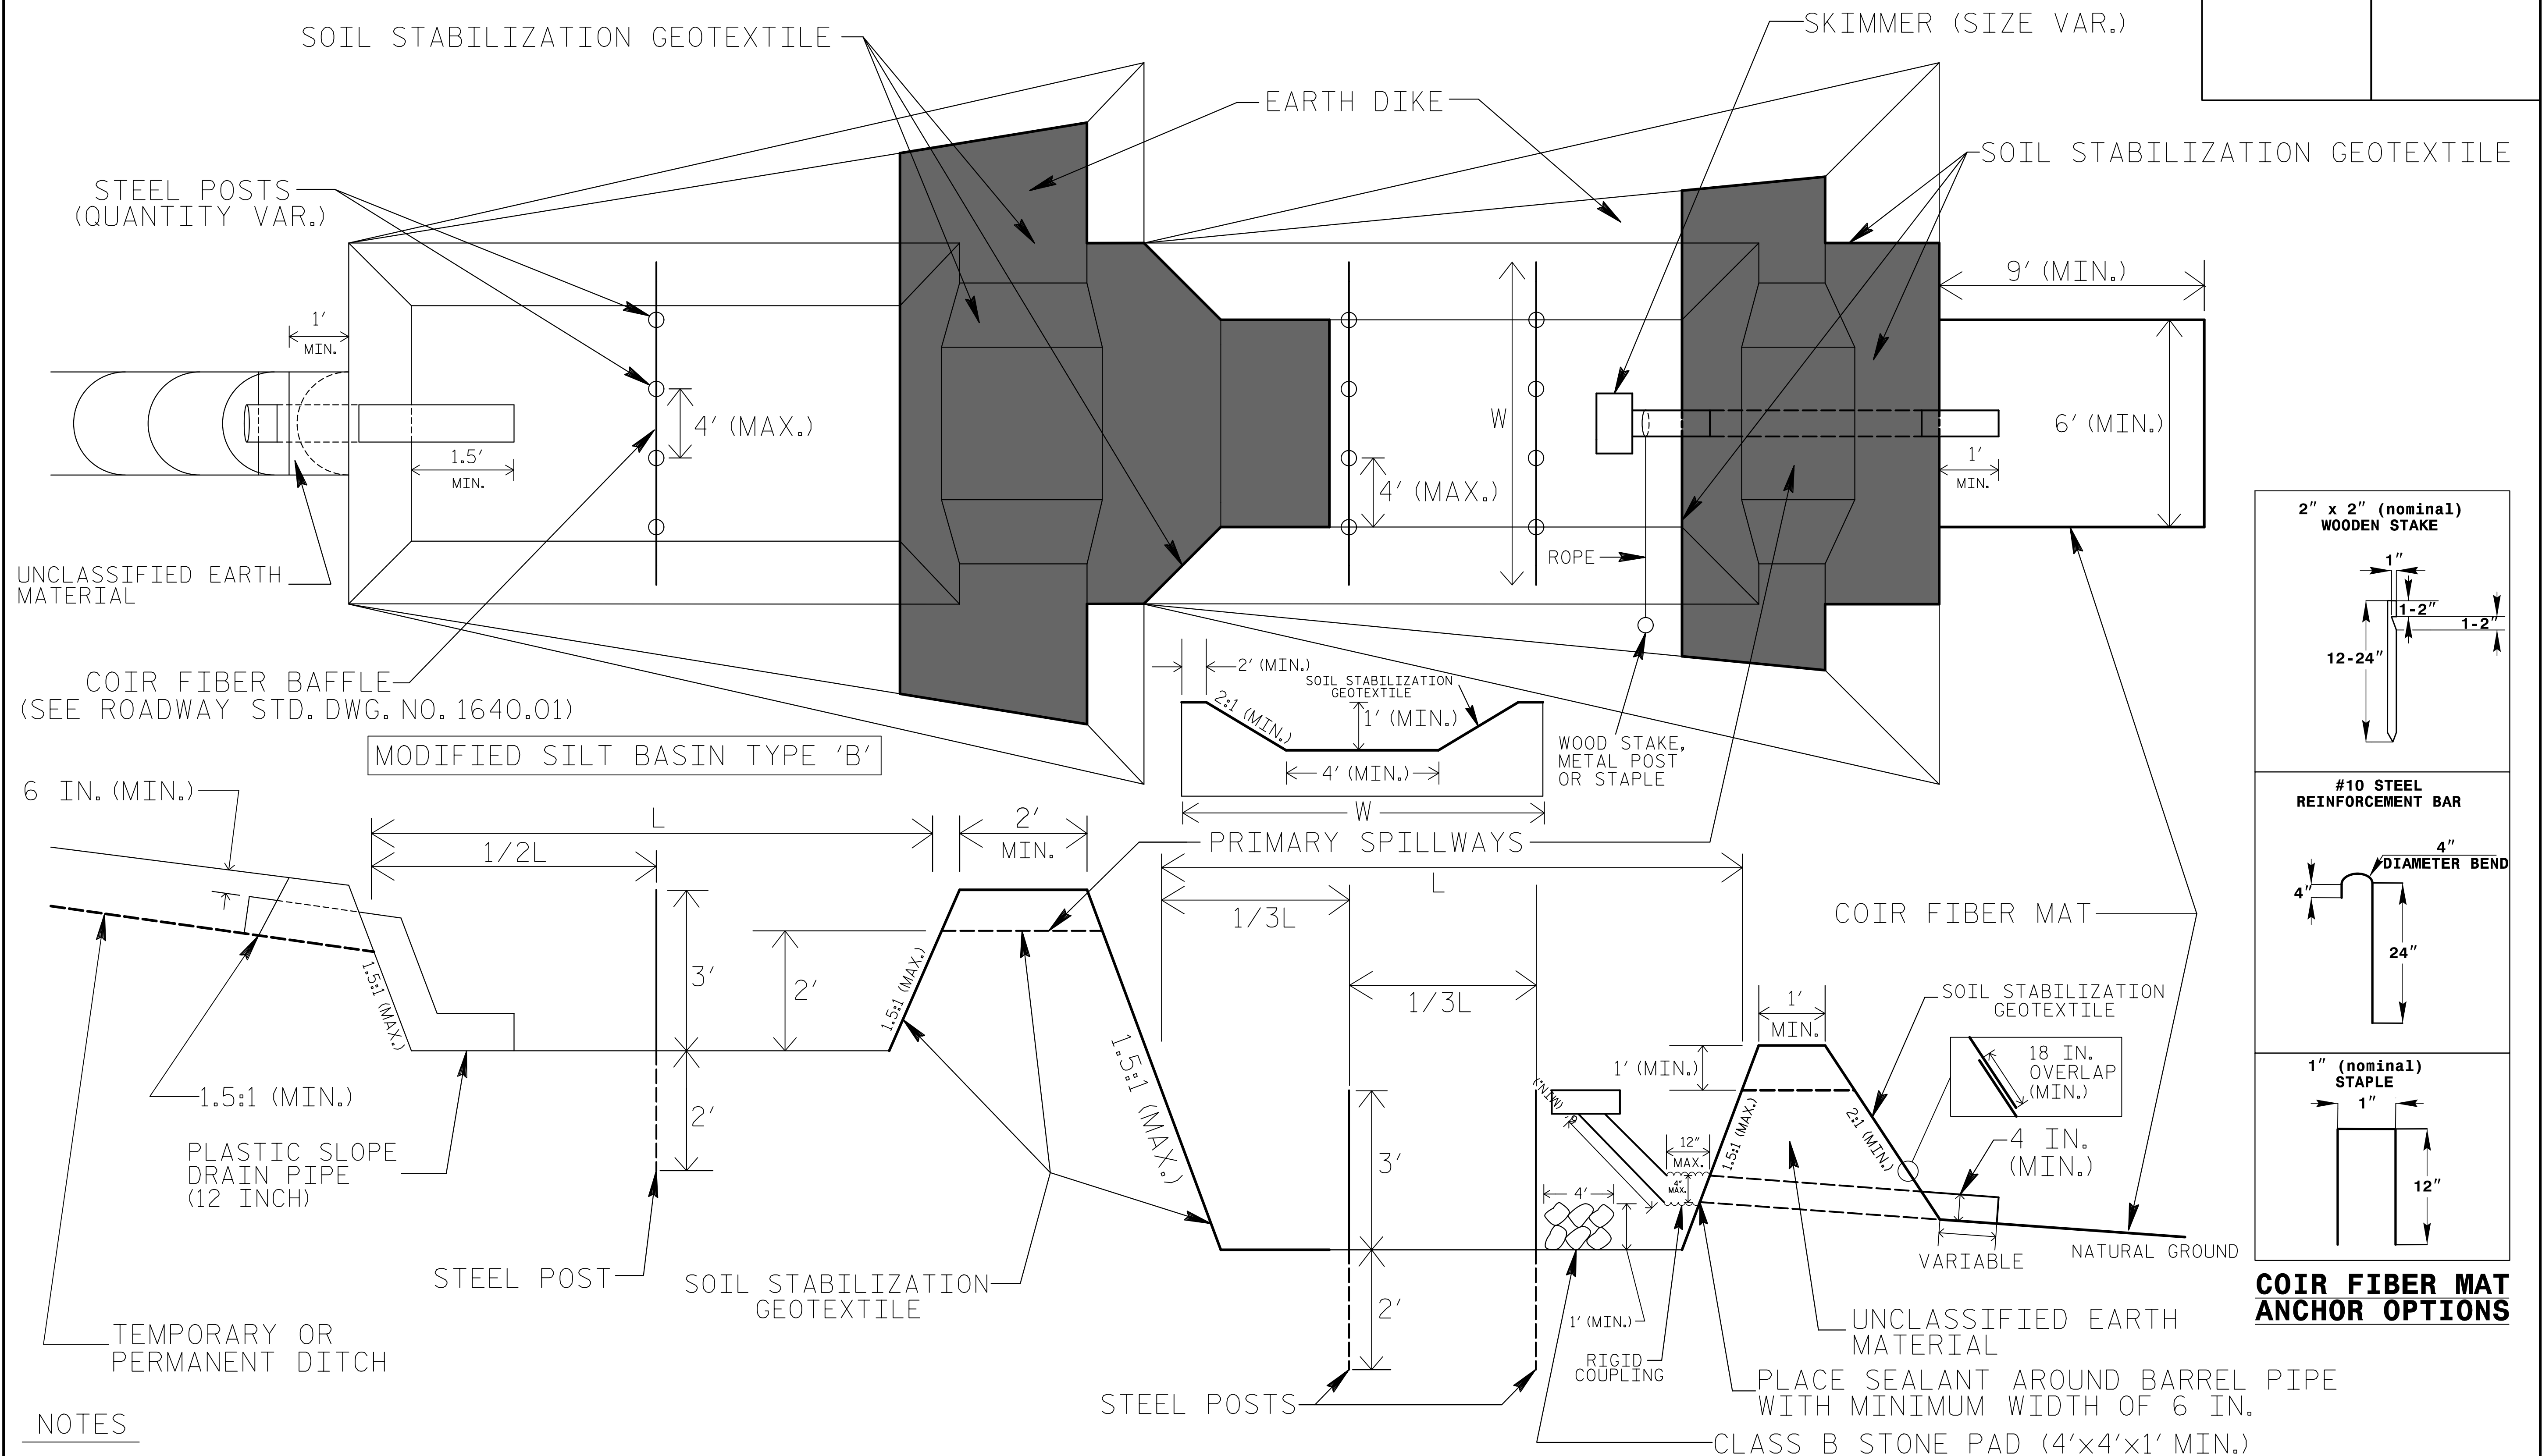 SOIL STABILIZATION GEOTEXTILE
SKIMMER (SIZE VAR.)
EARTH DIKE
SOIL STABILIZATION GEOTEXTILE
STEEL POSTS
(QUANTITY VAR.)
9' (MIN.)
1'
MIN.
4' (MAX.)
W
6' (MIN.)
1.5'
MIN.
4' (MAX.)
1'
MIN.
UNCLASSIFIED EARTH
MATERIAL
ROPE
COIR FIBER BAFFLE
(SEE ROADWAY STD. DWG. NO. 1640.01)
2' (MIN.)
SOIL STABILIZATION
GEOTEXTILE
2:1 (MIN.)
1' (MIN.)
4' (MIN.)
W
WOOD STAKE,
METAL POST
OR STAPLE
MODIFIED SILT BASIN TYPE 'B'
2" x 2" (nominal)
WOODEN STAKE
1"
1-2"
1-2"
12-24"
#10 STEEL
REINFORCEMENT BAR
4"
DIAMETER BEND
4"
24"
1" (nominal)
STAPLE
1"
12"
COIR FIBER MAT
ANCHOR OPTIONS
6 IN. (MIN.)
L
1/2L
2'
MIN.
PRIMARY SPILLWAYS
L
1/3L
1/3L
COIR FIBER MAT
3'
2'
1.5:1 (MAX.)
1.5:1 (MAX.)
1.5:1 (MAX.)
1.5:1 (MIN.)
2'
PLASTIC SLOPE
DRAIN PIPE
(12 INCH)
STEEL POST
SOIL STABILIZATION
GEOTEXTILE
TEMPORARY OR
PERMANENT DITCH
1'
MIN.
1' (MIN.)
SOIL STABILIZATION
GEOTEXTILE
18 IN.
OVERLAP
(MIN.)
6' (MIN.)
12"
MAX.
4"
MAX.
1.5:1 (MAX.)
2:1 (MIN.)
4 IN.
(MIN.)
3'
4'
2'
1' (MIN.)
VARIABLE
NATURAL GROUND
RIGID
COUPLING
UNCLASSIFIED EARTH
MATERIAL
STEEL POSTS
PLACE SEALANT AROUND BARREL PIPE
WITH MINIMUM WIDTH OF 6 IN.
CLASS B STONE PAD (4'x4'x1' MIN.)
NOTES